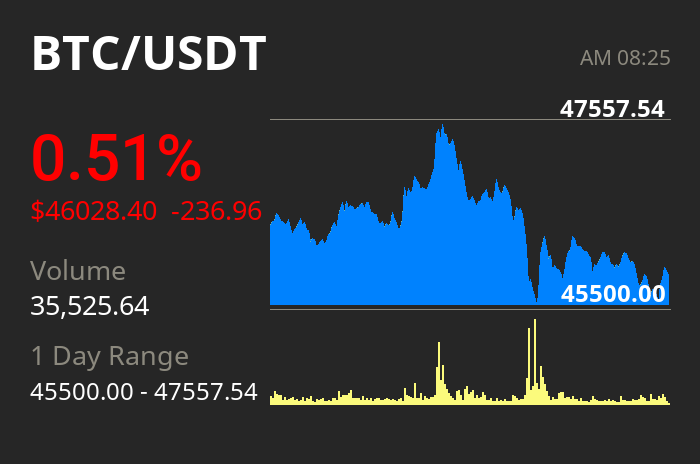 BTC/USDT
AM 08:25
47557.54
0.51%
$46028.40 -236.96
Volume
35,525.64
45500.00
1 Day Range
45500.00 - 47557.54